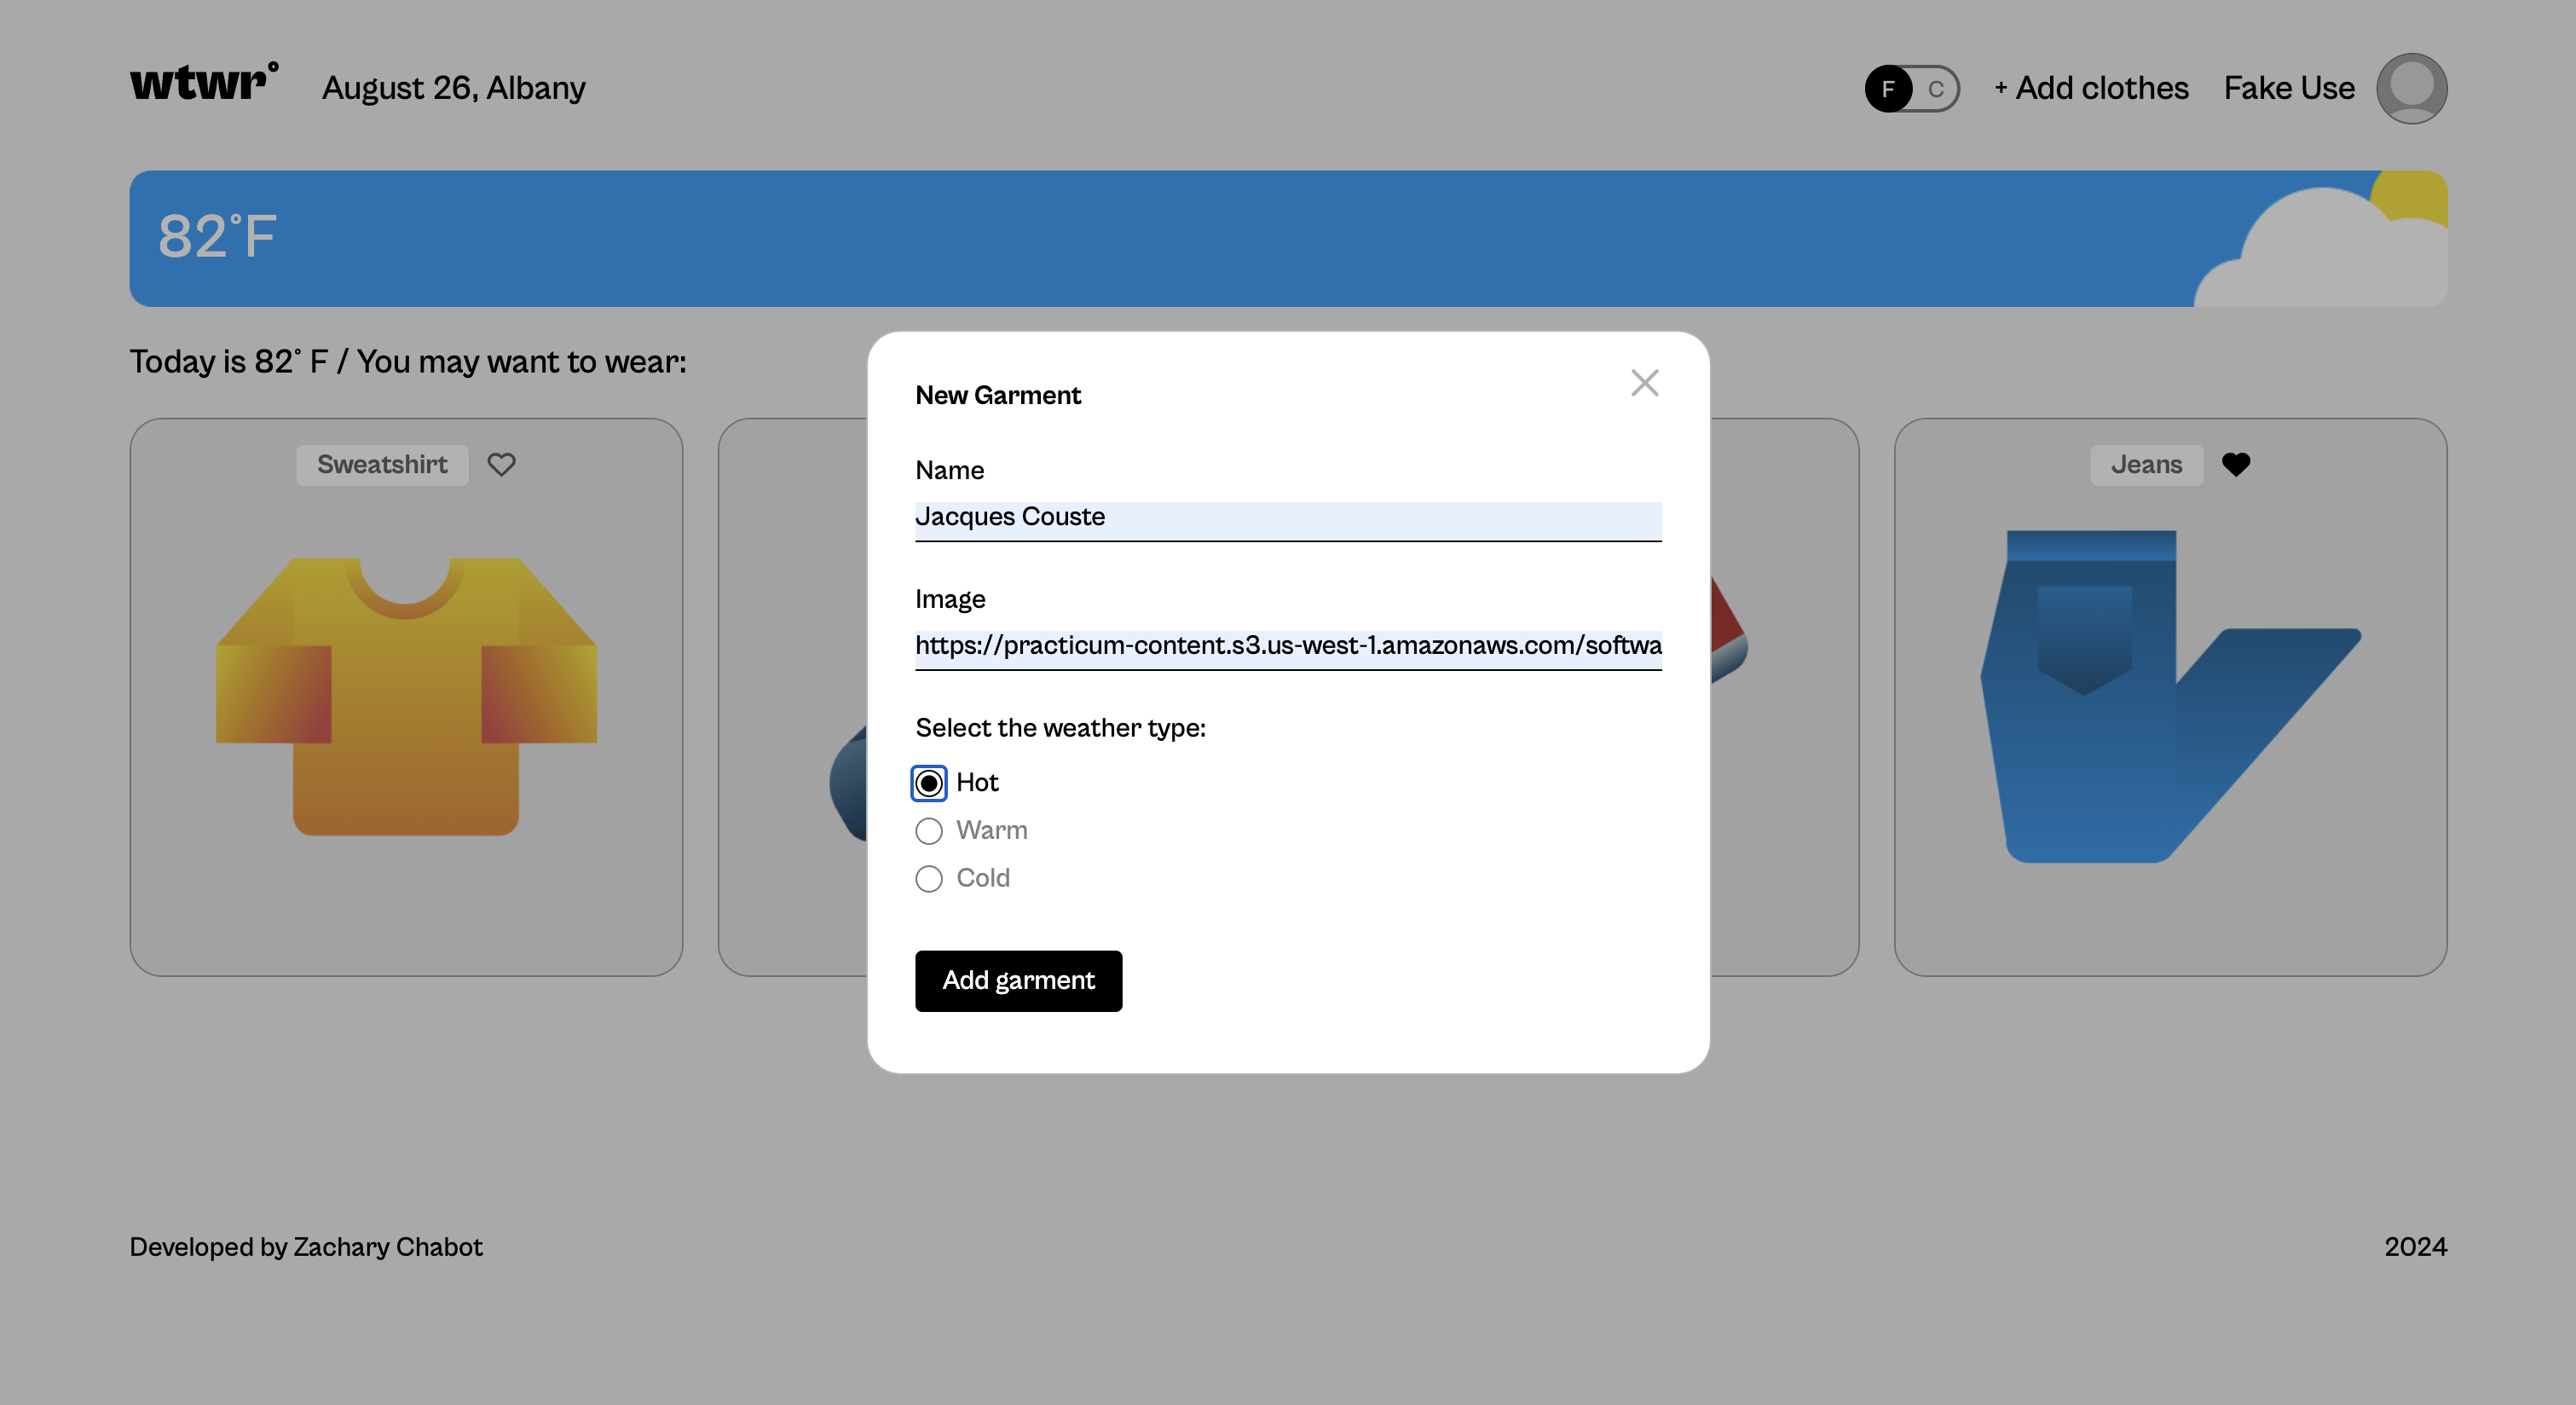 wtwr°
August 26, Albany
F C
+ Add clothes
Fake Use
82°F
Today is 82° F / You may want to wear:
Sweatshirt
Jeans
New Garment
Name
Jacques Couste
Image
https://practicum-content.s3.us-west-1.amazonaws.com/softwa
Select the weather type:
Hot
Warm
Cold
Add garment
Developed by Zachary Chabot
2024